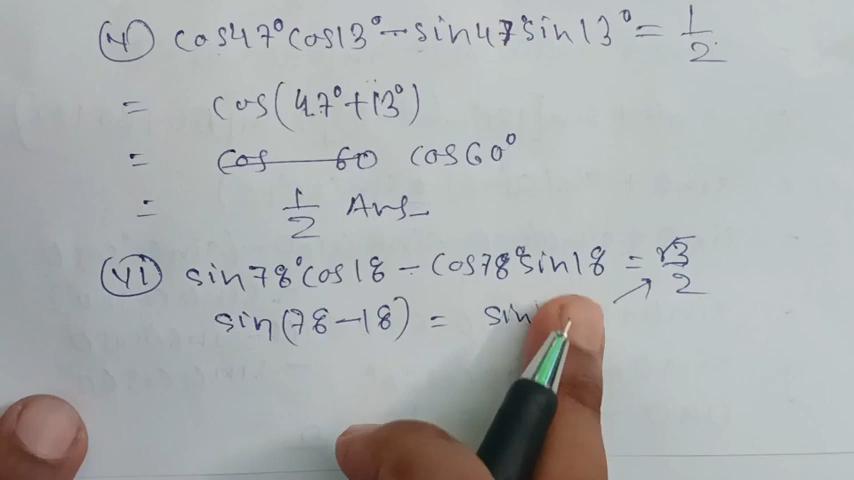 (v) cos47° cos13° - sin47° sin13° = 1/2
= cos(47° + 13°)
= cos 60 cos60°
= 1/2 Ans
(vi) sin78° cos18 - cos78° sin18 = √3/2
sin(78 - 18) = sin